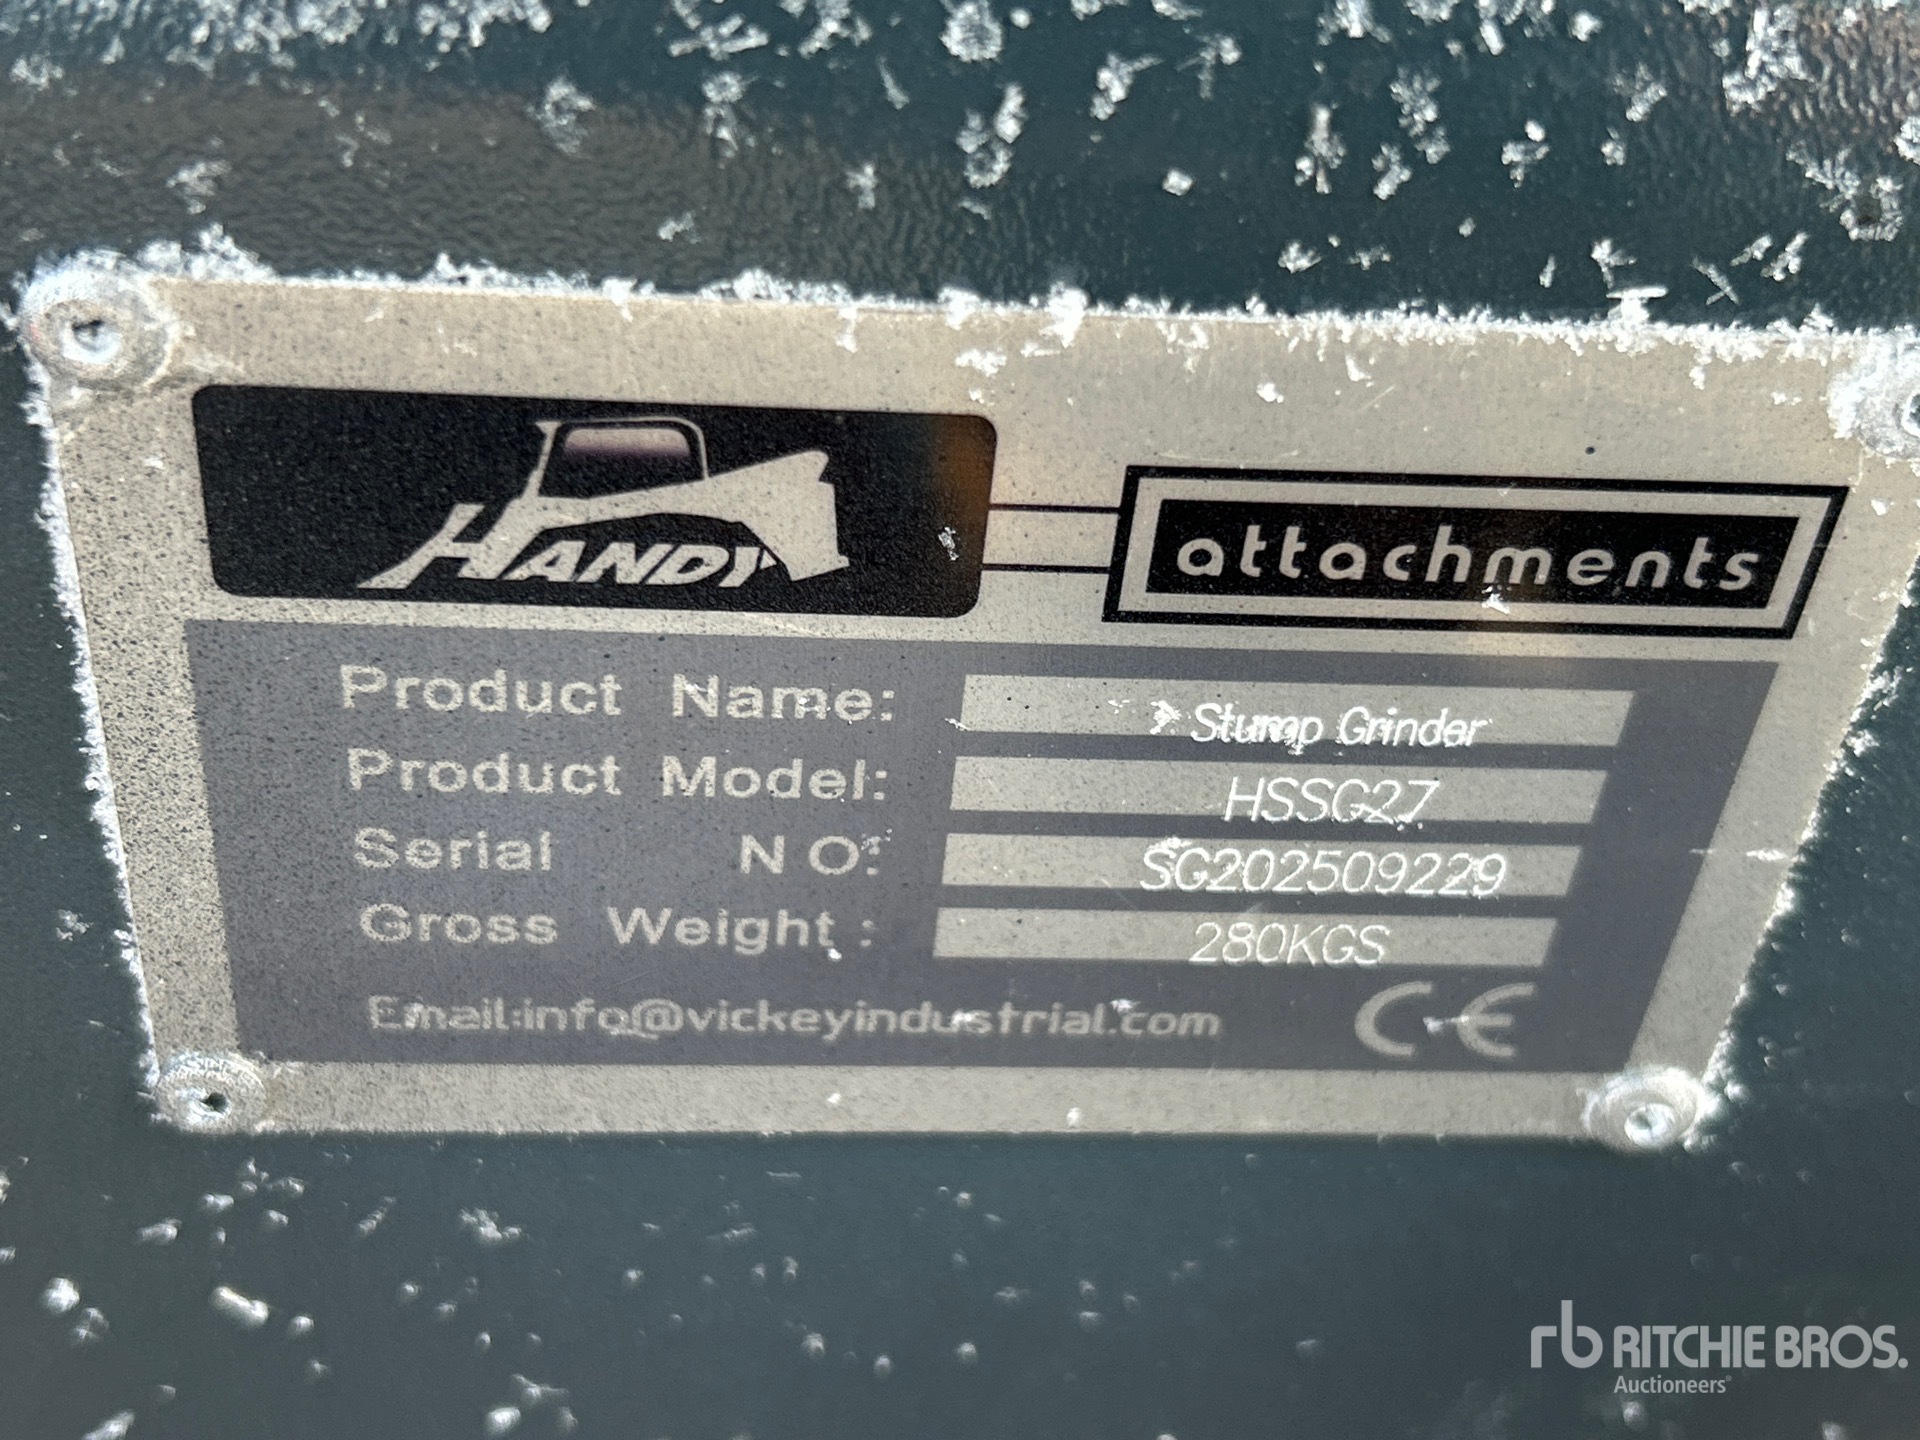 HANDY
attachments
Product Name: Stump Grinder
Product Model: HSSG27
Serial NO: SG202509229
Gross Weight: 280KGS
Email:info@vickeyindustrial.com CE
rb RITCHIE BROS.
Auctioneers